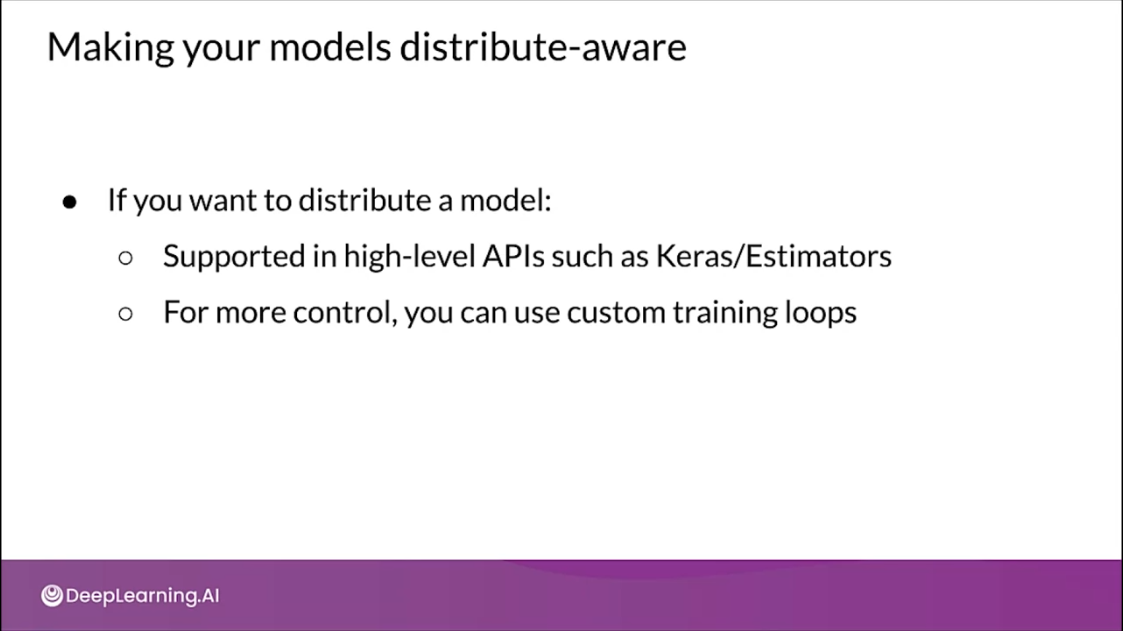 Making your models distribute-aware
● If you want to distribute a model:
○ Supported in high-level APIs such as Keras/Estimators
○ For more control, you can use custom training loops
DeepLearning.AI